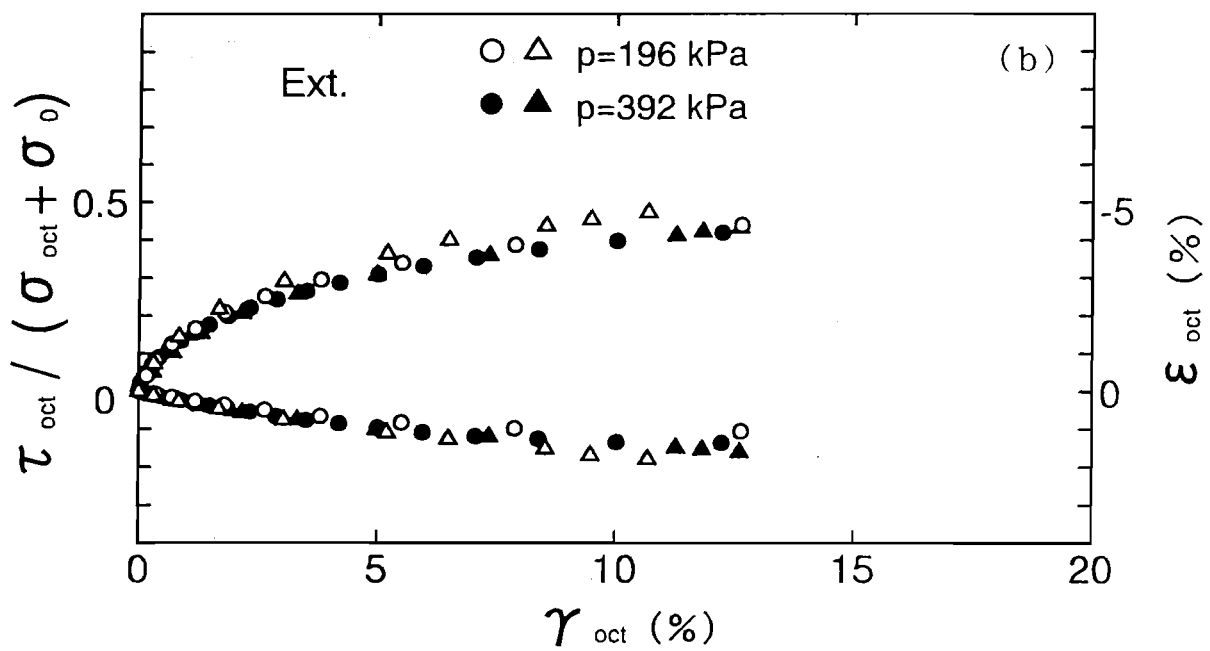 ○ △ p=196 kPa
(b)
Ext.
● ▲ p=392 kPa
τ oct / ( σ oct + σ 0 )
0.5
0
-5
0
5
ε oct (%)
0 5 10 15 20
γ oct (%)